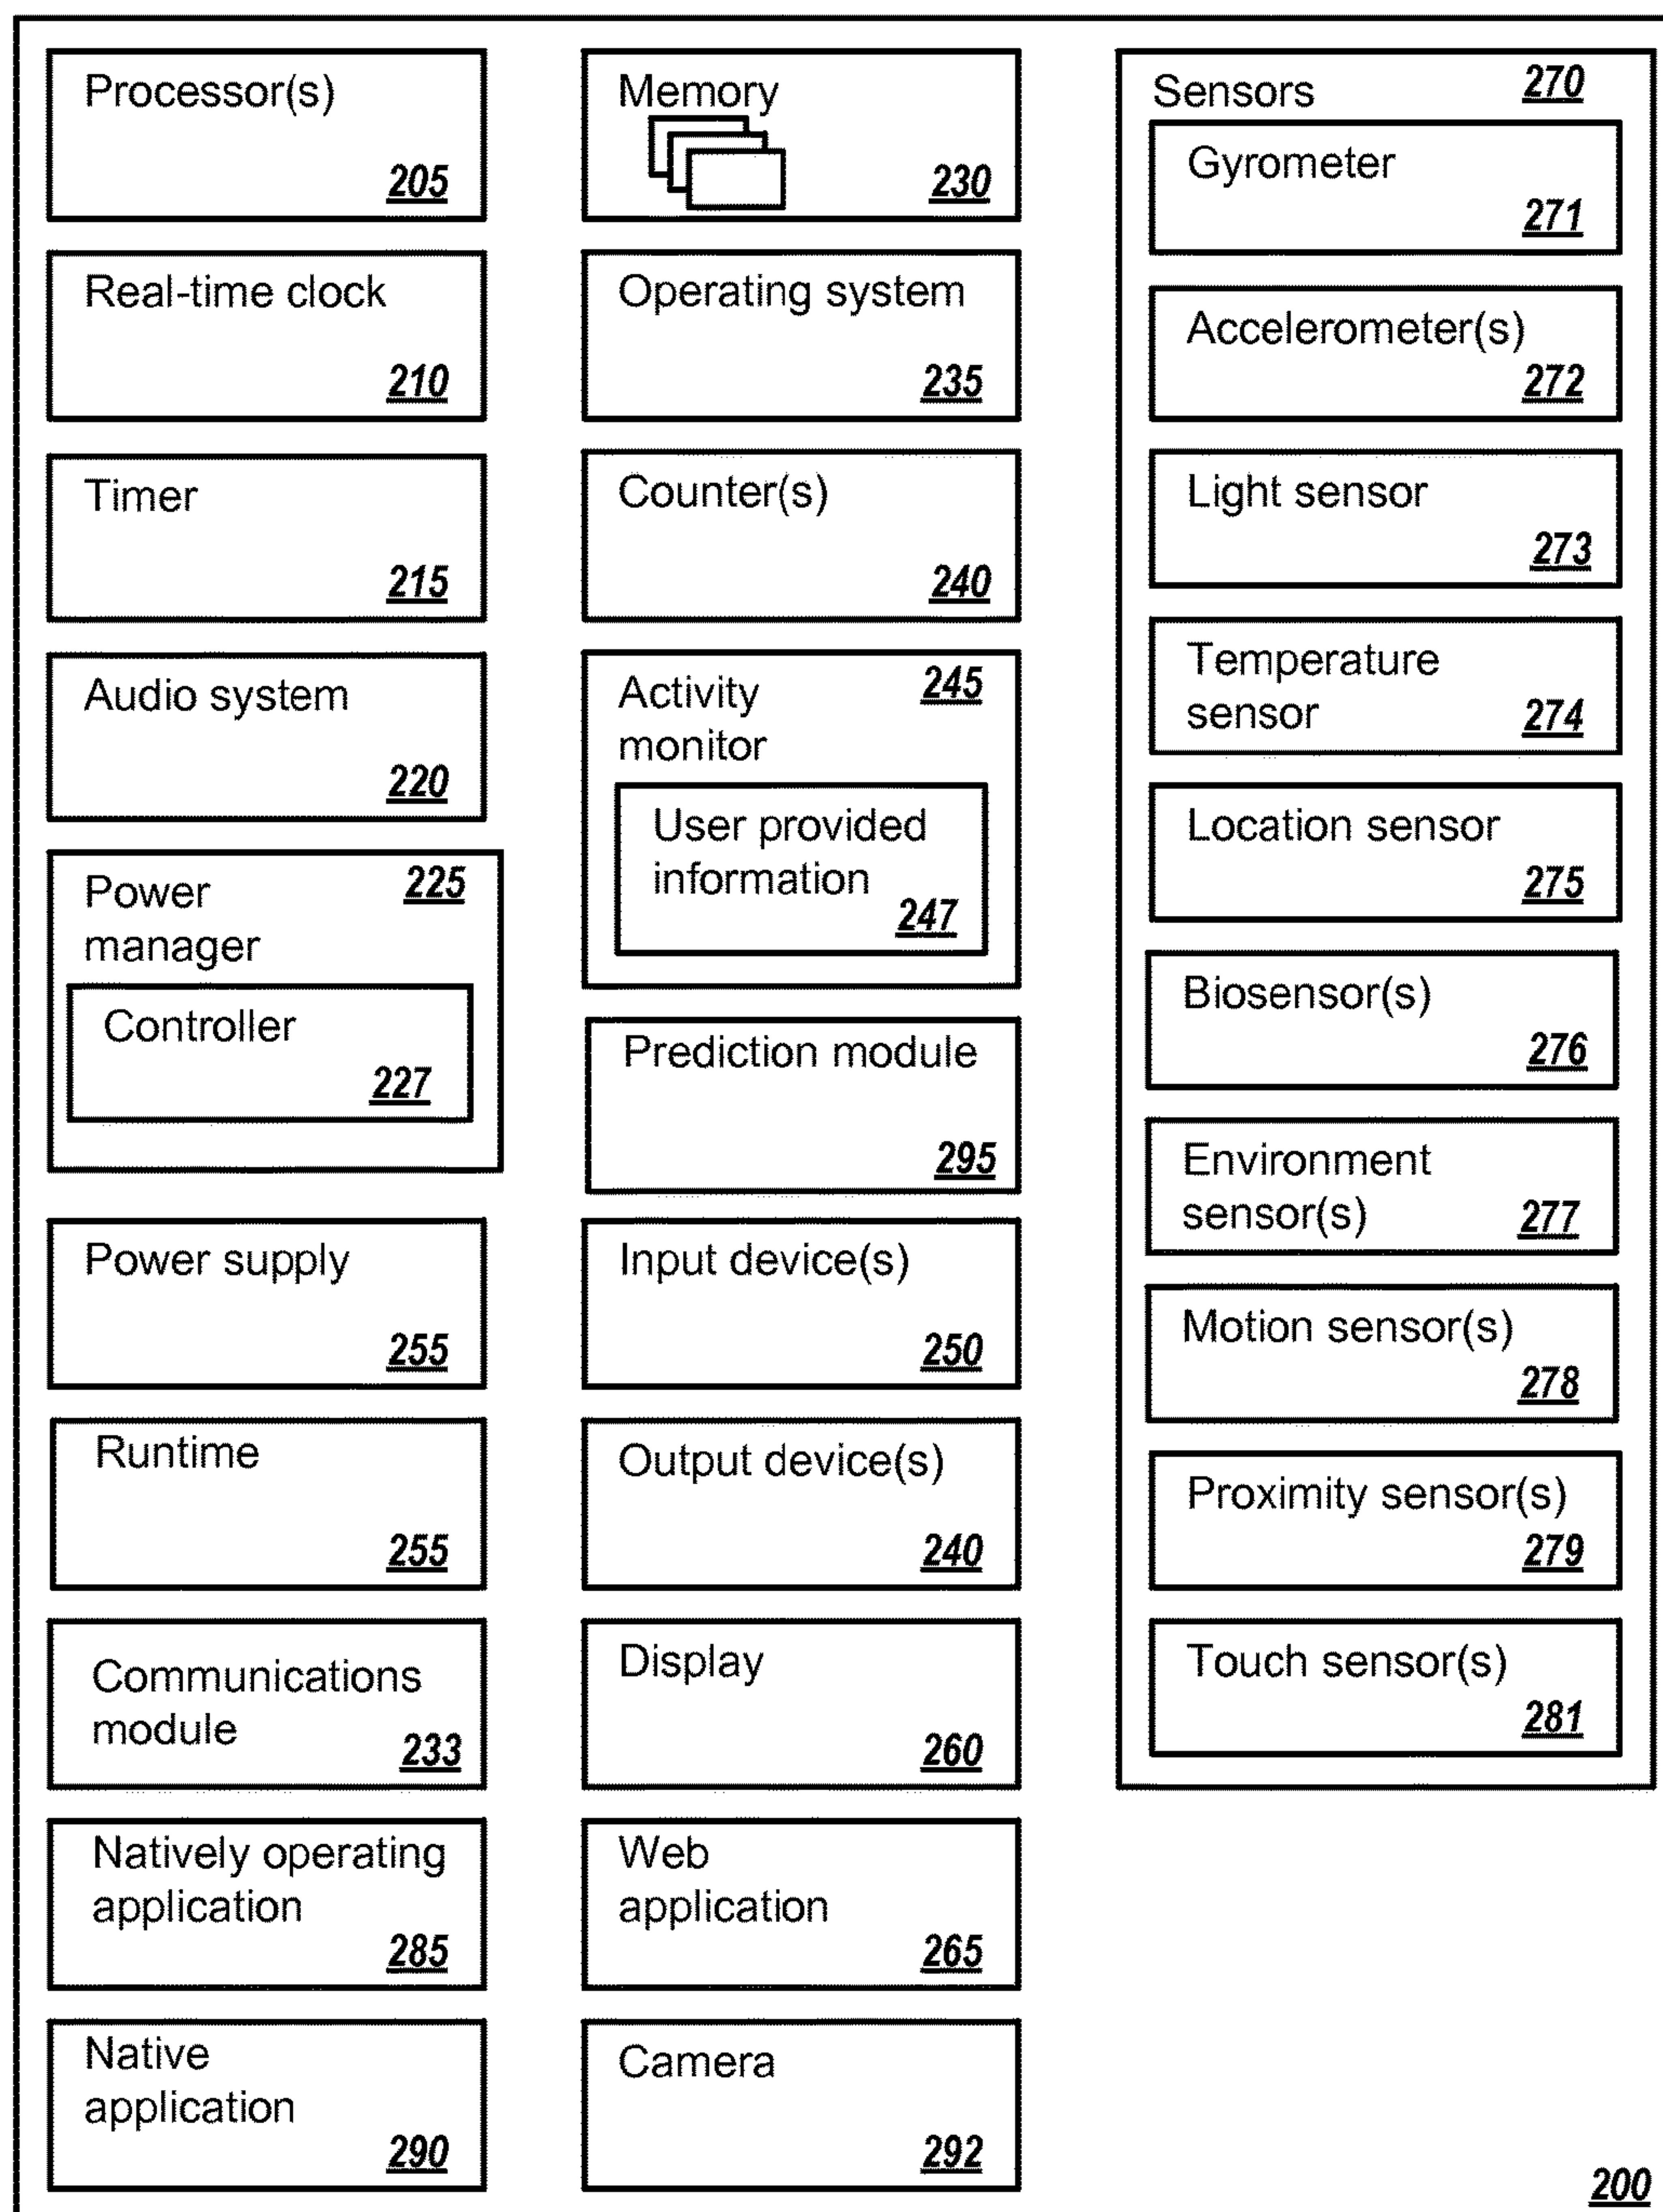 Processor(s)
205
Real-time clock
210
Timer
215
Audio system
220
Power 225
manager
Controller
227
Power supply
255
Runtime
255
Communications
module 233
Natively operating
application
285
Native
application
290
Memory
230
Operating system
235
Counter(s)
240
Activity 245
monitor
User provided
information
247
Prediction module
295
Input device(s)
250
Output device(s)
240
Display
260
Web
application
265
Camera
292
Sensors 270
Gyrometer
271
Accelerometer(s)
272
Light sensor
273
Temperature
sensor 274
Location sensor
275
Biosensor(s)
276
Environment
sensor(s) 277
Motion sensor(s)
278
Proximity sensor(s)
279
Touch sensor(s)
281
200